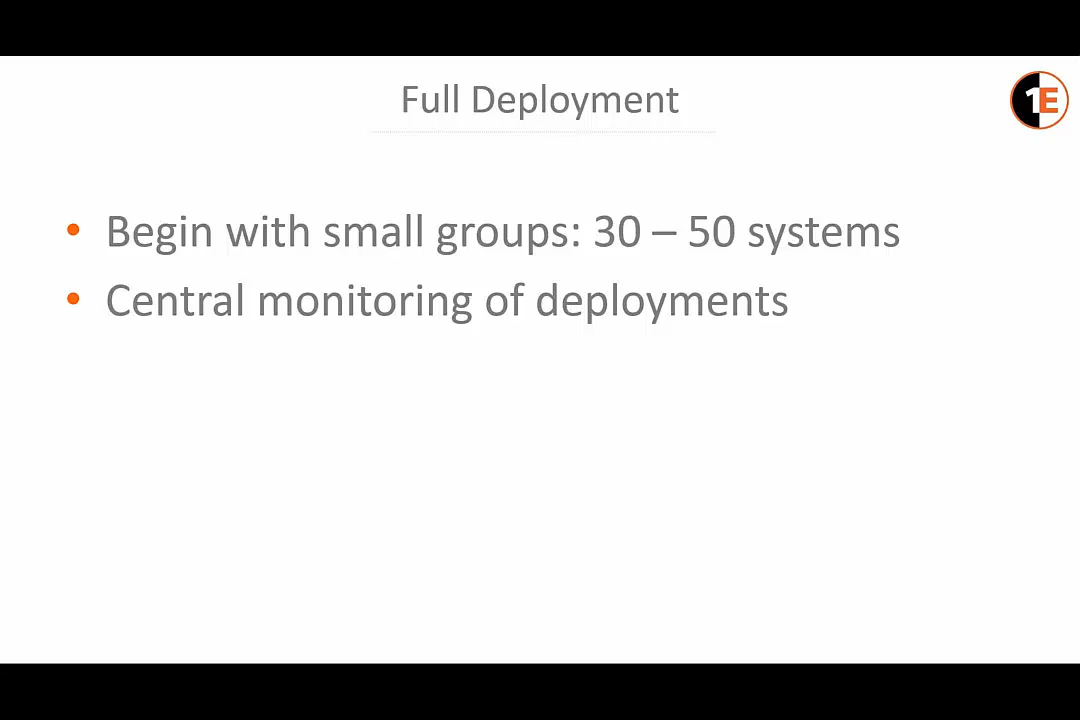 Full Deployment
1E
• Begin with small groups: 30 – 50 systems
• Central monitoring of deployments